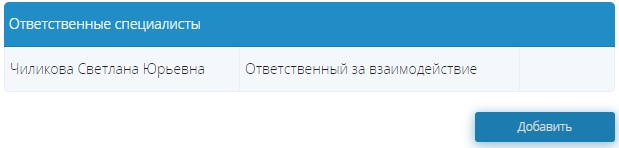 Ответственные специалисты
Чиликова Светлана Юрьевна Ответственный за взаимодействие
Добавить